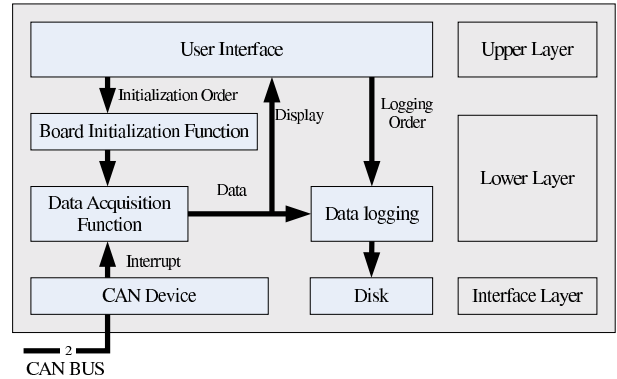 User Interface
Upper Layer
Initialization Order
Display
Logging
Order
Board Initialization Function
Lower Layer
Data Acquisition
Function
Data
Data logging
Interrupt
CAN Device
Disk
Interface Layer
2
CAN BUS